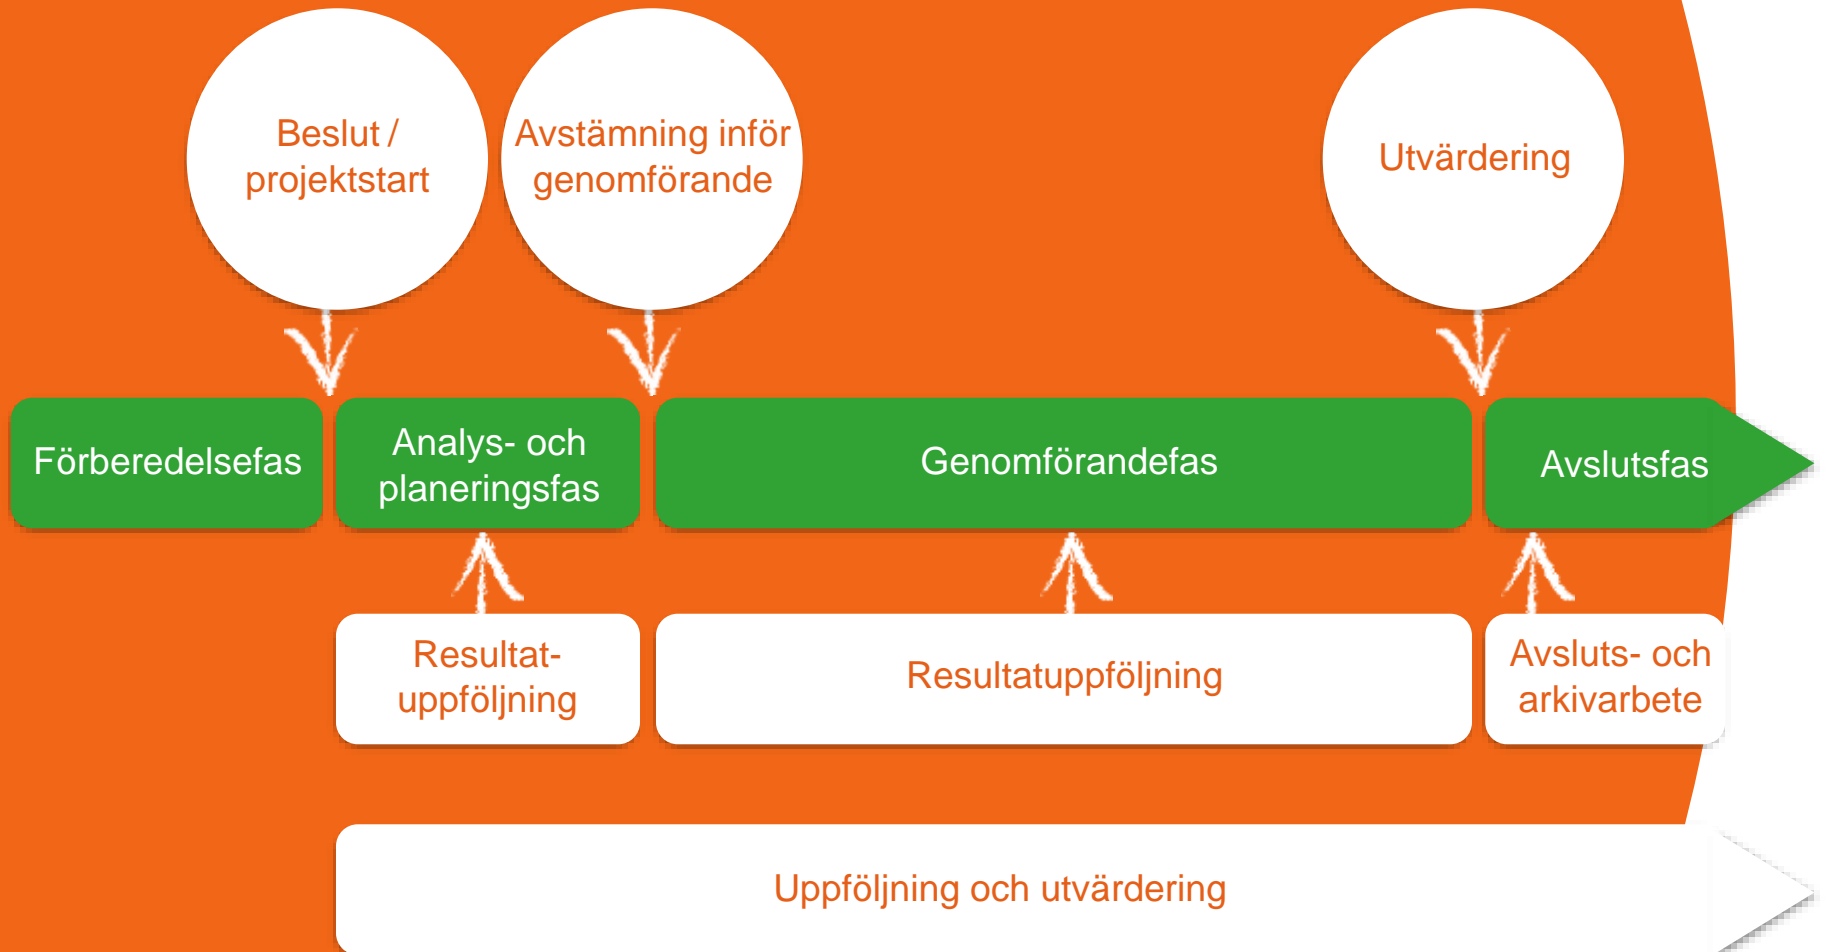 Beslut /
projektstart
Avstämning inför
genomförande
Utvärdering
Förberedelsefas
Analys- och
planeringsfas
Genomförandefas
Avslutsfas
Resultat-
uppföljning
Resultatuppföljning
Avsluts- och
arkivarbete
Uppföljning och utvärdering